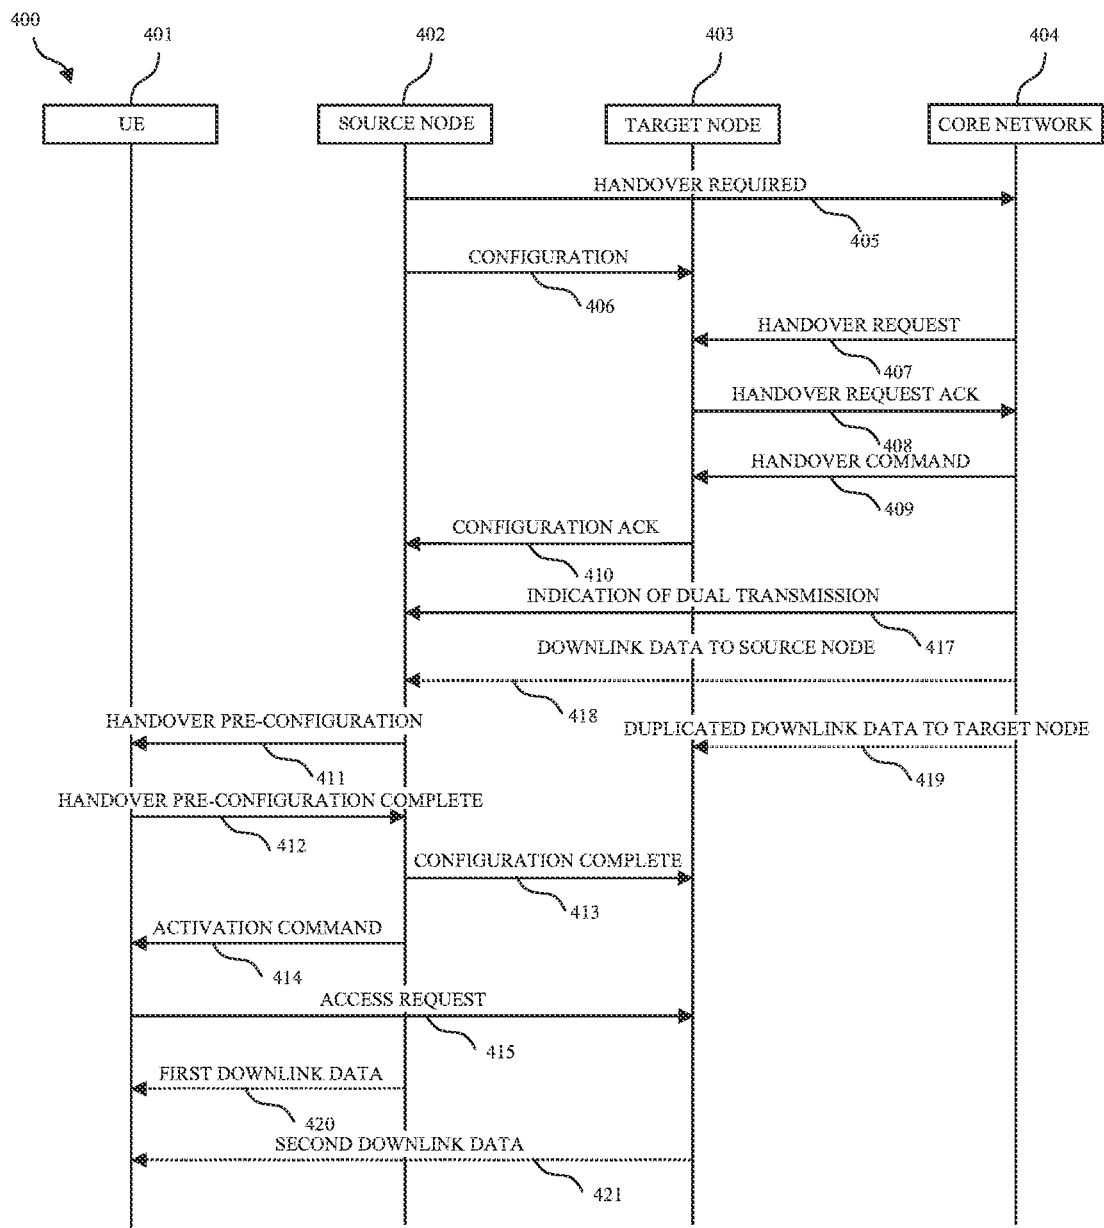 400
401
402
403
404
UE
SOURCE NODE
TARGET NODE
CORE NETWORK
HANDOVER REQUIRED
405
CONFIGURATION
406
HANDOVER REQUEST
407
HANDOVER REQUEST ACK
408
HANDOVER COMMAND
409
CONFIGURATION ACK
410
INDICATION OF DUAL TRANSMISSION
417
DOWNLINK DATA TO SOURCE NODE
418
HANDOVER PRE-CONFIGURATION
411
DUPLICATED DOWNLINK DATA TO TARGET NODE
419
HANDOVER PRE-CONFIGURATION COMPLETE
412
CONFIGURATION COMPLETE
413
ACTIVATION COMMAND
414
ACCESS REQUEST
415
FIRST DOWNLINK DATA
420
SECOND DOWNLINK DATA
421